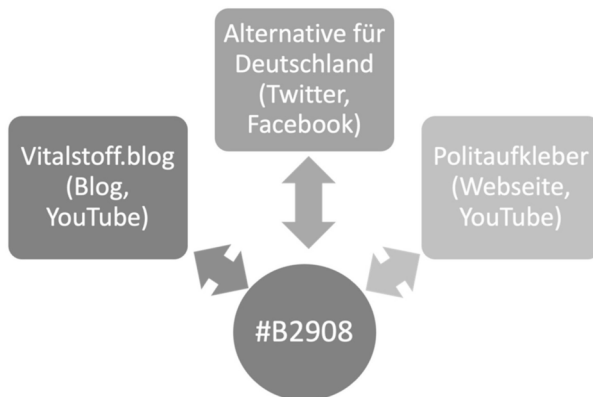 Alternative für
Deutschland
(Twitter,
Facebook)
Vitalstoff.blog
(Blog,
YouTube)
Politaufkleber
(Webseite,
YouTube)
#B2908